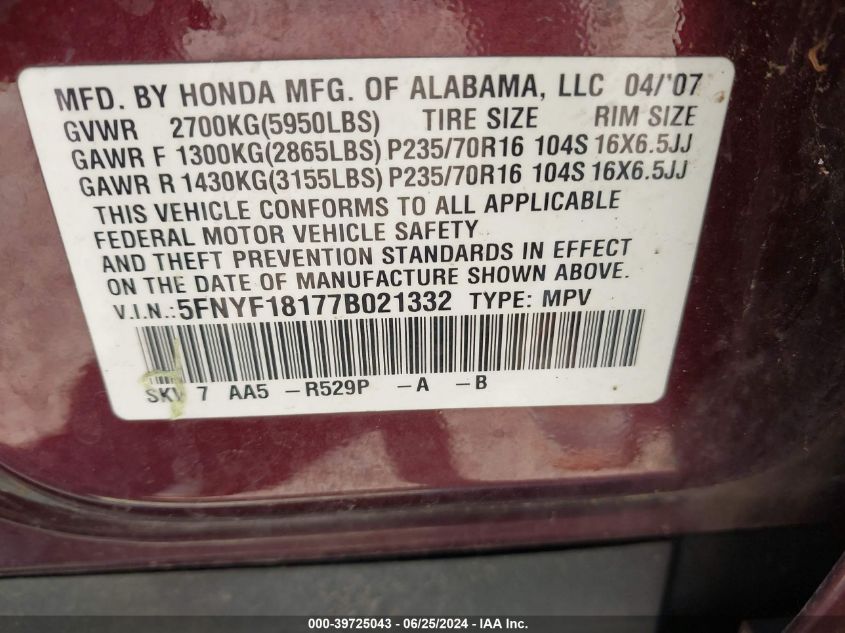 MFD. BY HONDA MFG. OF ALABAMA, LLC 04/'07
GVWR 2700KG(5950LBS) TIRE SIZE RIM SIZE
GAWR F 1300KG(2865LBS) P235/70R16 104S 16X6.5JJ
GAWR R 1430KG(3155LBS) P235/70R16 104S 16X6.5JJ
THIS VEHICLE CONFORMS TO ALL APPLICABLE
FEDERAL MOTOR VEHICLE SAFETY
AND THEFT PREVENTION STANDARDS IN EFFECT
ON THE DATE OF MANUFACTURE SHOWN ABOVE.
V.I.N.:5FNYF18177B021332 TYPE: MPV
7 AA5 -R529P -A -B
000-39725043 - 06/25/2024 - IAA Inc.